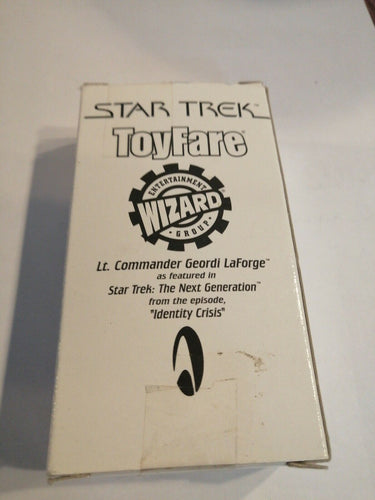 STAR TREK™
ToyFare
ENTERTAINMENT
WIZARD
• GROUP •
Lt. Commander Geordi LaForge™
as featured in
Star Trek: The Next Generation™
from the episode,
"Identity Crisis"